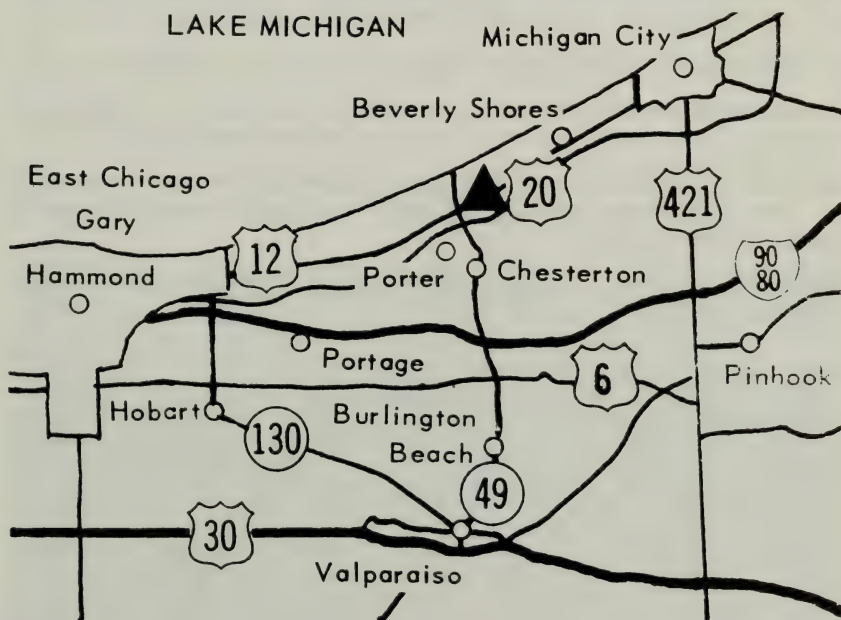 LAKE MICHIGAN
Michigan City
Beverly Shores
East Chicago
Gary
20
421
12
Hammond
Porter
Chesterton
90
80
Portage
6
Pinhook
Hobart
130
Burlington
Beach
49
30
Valparaiso